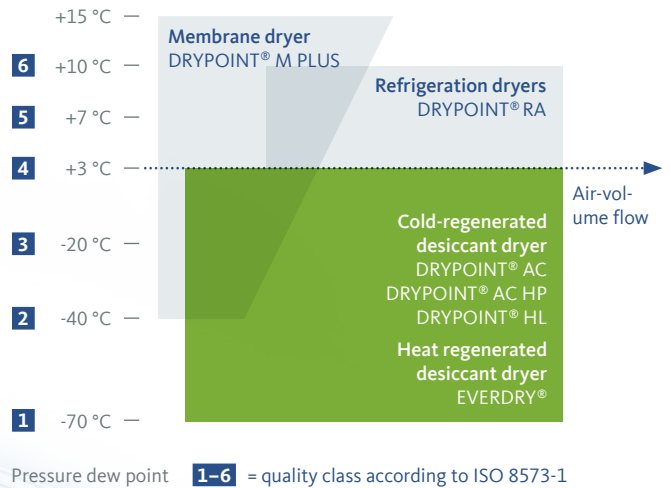 +15 °C
Membrane dryer
DRYPOINT® M PLUS
6 +10 °C
Refrigeration dryers
DRYPOINT® RA
5 +7 °C
4 +3 °C
Air-vol-
ume flow
Cold-regenerated
desiccant dryer
DRYPOINT® AC
DRYPOINT® AC HP
DRYPOINT® HL
3 -20 °C
2 -40 °C
Heat regenerated
desiccant dryer
EVERDRY®
1 -70 °C
Pressure dew point 1–6 = quality class according to ISO 8573-1